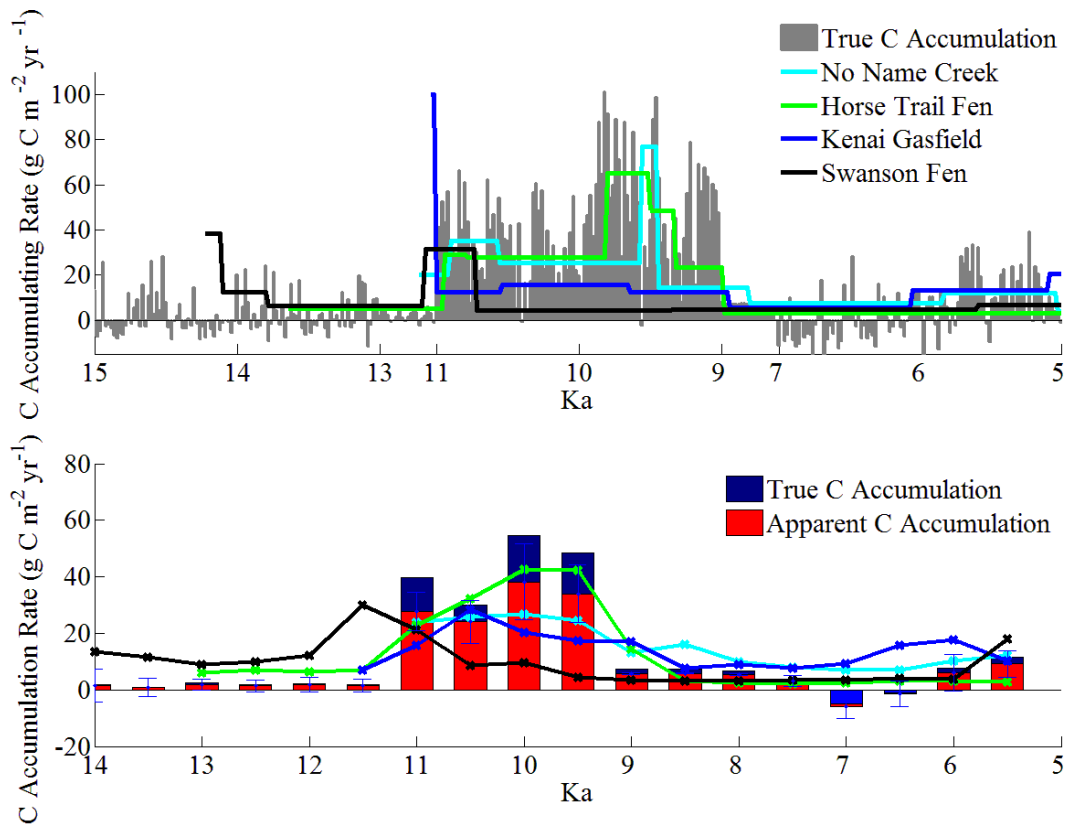 True C Accumulation
No Name Creek
Horse Trail Fen
Kenai Gasfield
Swanson Fen
C Accumulating Rate (g C m-2 yr-1)
100
80
60
40
20
0
15 14 13 11 10 9 7 6 5
Ka
True C Accumulation
Apparent C Accumulation
C Accumulation Rate (g C m-2 yr-1)
80
60
40
20
0
-20
14 13 12 11 10 9 8 7 6 5
Ka